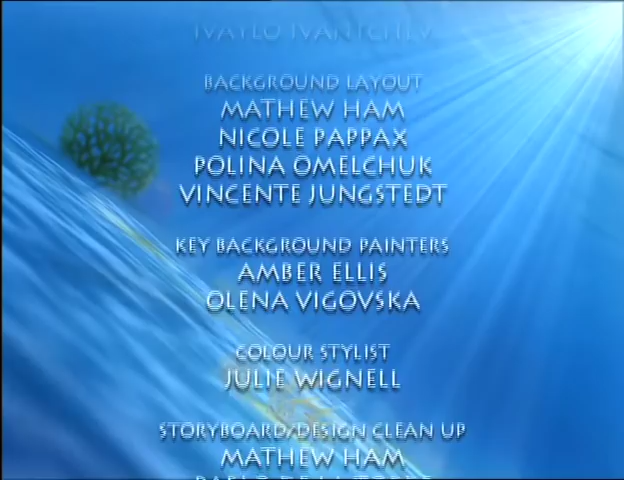 IVAYLO IVANTCHEV
BACKGROUND LAYOUT
MATHEW HAM
NICOLE PAPPAX
POLINA OMELCHUK
VINCENTE JUNGSTEDT
KEY BACKGROUND PAINTERS
AMBER ELLIS
OLENA VIGOVSKA
COLOUR STYLIST
JULIE WIGNELL
STORYBOARD/DESIGN CLEAN UP
MATHEW HAM